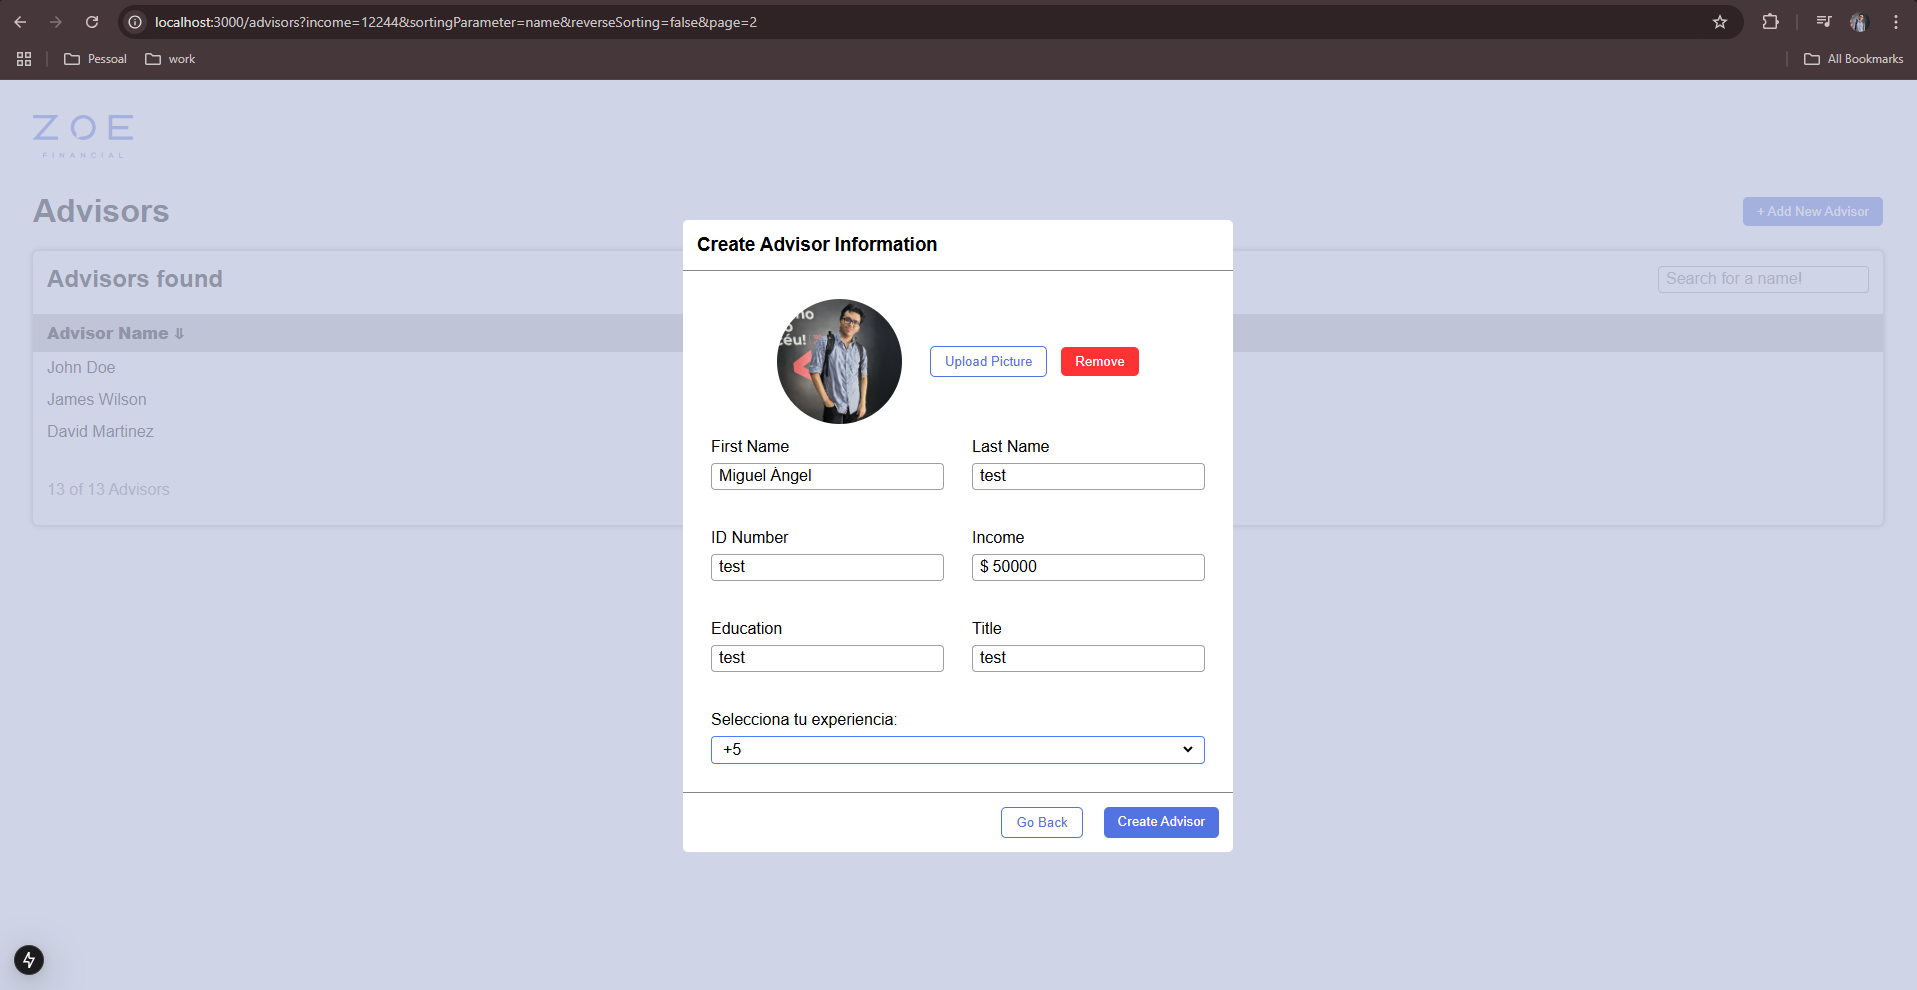 localhost:3000/advisors?income=12244&sortingParameter=name&reverseSorting=false&page=2
Pessoal
work
All Bookmarks
ZOE
FINANCIAL
Advisors
+ Add New Advisor
Advisors found
Search for a name!
Advisor Name ⇓
John Doe
James Wilson
David Martinez
13 of 13 Advisors
Create Advisor Information
éu!
Upload Picture
Remove
First Name
Last Name
Miguel Àngel
test
ID Number
Income
test
$ 50000
Education
Title
test
test
Selecciona tu experiencia:
+5
Go Back
Create Advisor